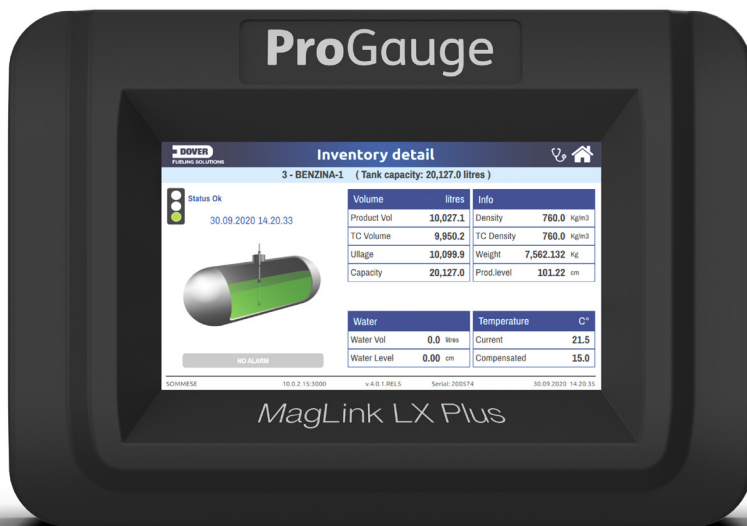 ProGauge
DOVER
FUELING SOLUTIONS
Inventory detail
3 - BENZINA-1 ( Tank capacity: 20,127.0 litres )
Status Ok
30.09.2020 14.20.33
NO ALARM
Volume litres
Product Vol 10,027.1
TC Volume 9,950.2
Ullage 10,099.9
Capacity 20,127.0
Info
Density 760.0 Kg/m3
TC Density 760.0 Kg/m3
Weight 7,562.132 Kg
Prod.level 101.22 cm
Water
Water Vol 0.0 litres
Water Level 0.00 cm
Temperature C°
Current 21.5
Compensated 15.0
SOMMESE 10.0.2.15:3000 v.4.0.1.REL5 Serial: 200574 30.09.2020 14.20.35
MagLink LX Plus